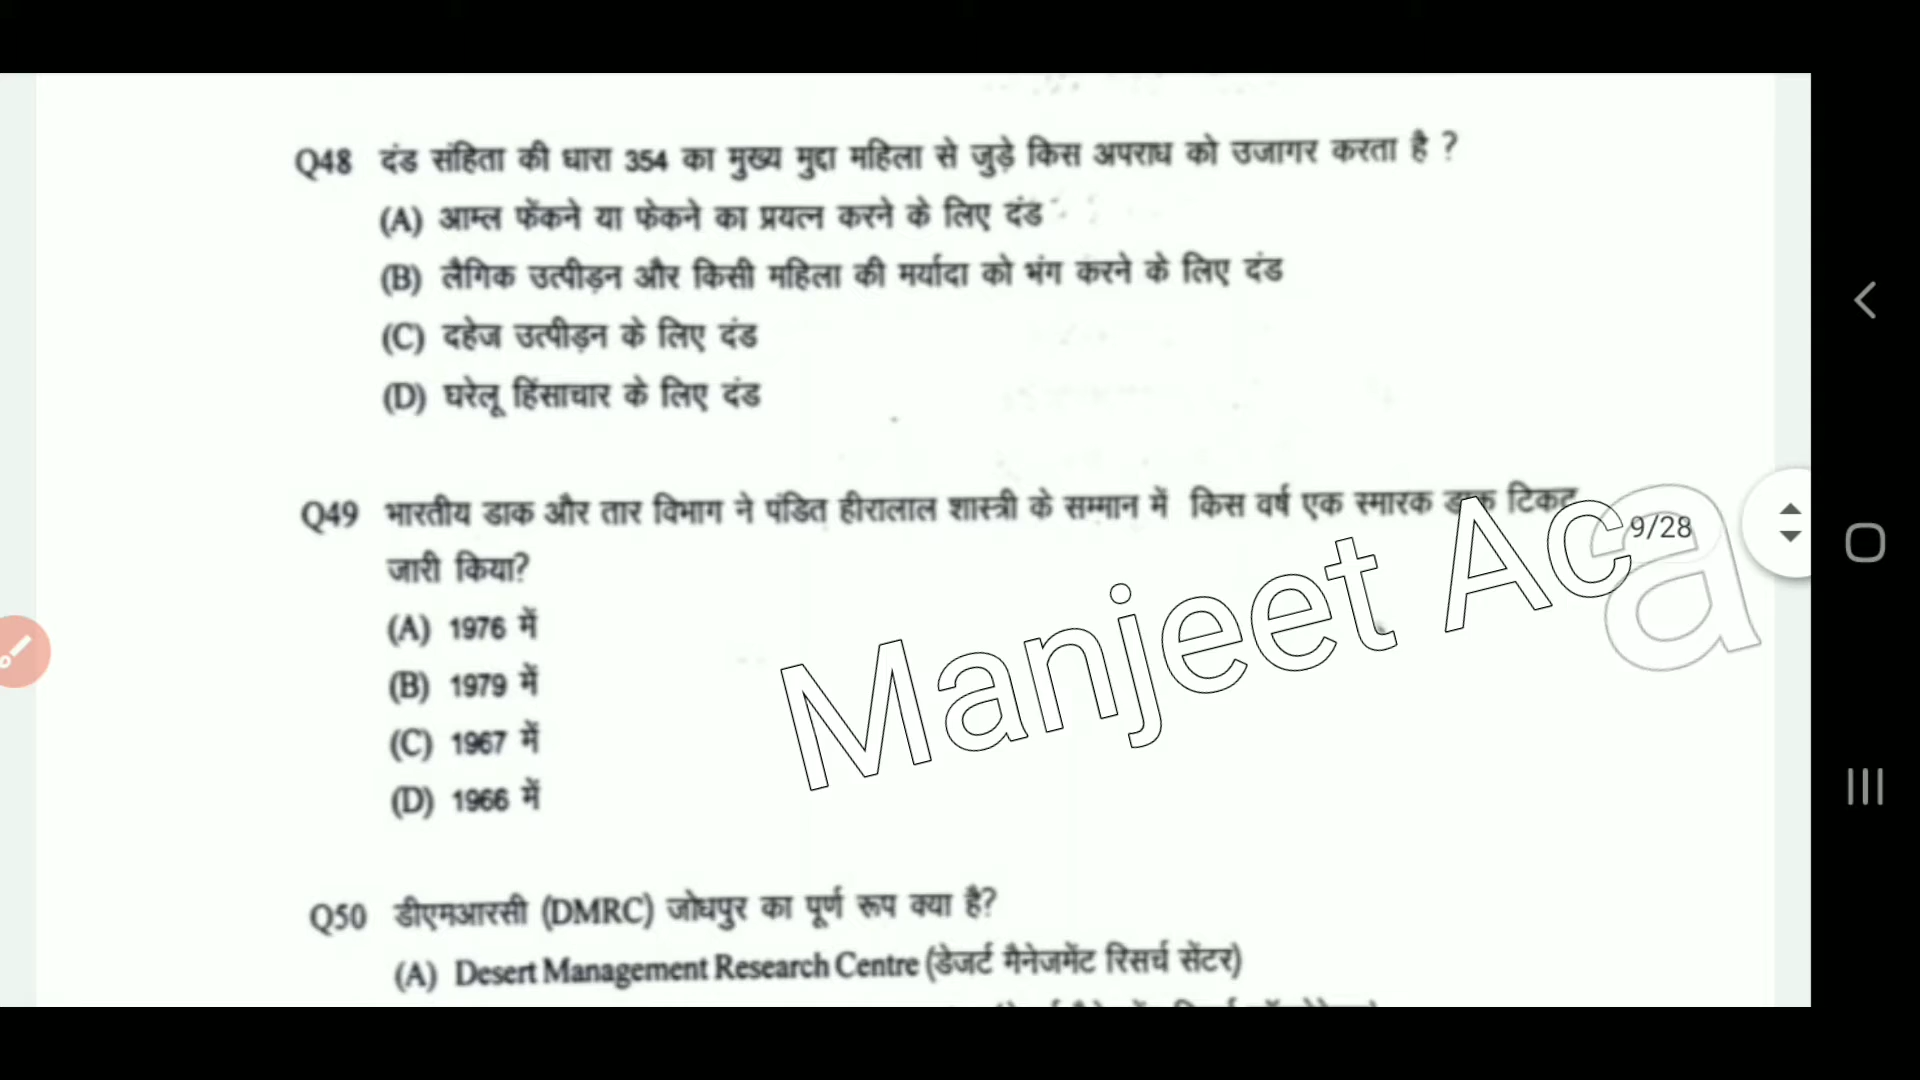 Q48 दंड संहिता की धारा 354 का मुख्य मुद्दा महिला से जुड़े किस अपराध को उजागर करता है ?
(A) आम्ल फेंकने या फेकने का प्रयत्न करने के लिए दंड
(B) लैगिक उत्पीड़न और किसी महिला की मर्यादा को भंग करने के लिए दंड
(C) दहेज उत्पीड़न के लिए दंड
(D) घरेलू हिंसाचार के लिए दंड
Q49 भारतीय डाक और तार विभाग ने पंडित हीरालाल शास्त्री के सम्मान में किस वर्ष एक स्मारक डाक टिकट
जारी किया?
9/28
(A) 1976 में
(B) 1979 में
(C) 1967 में
(D) 1966 में
Manjeet Aca
Q50 डीएमआरसी (DMRC) जोधपुर का पूर्ण रूप क्या है?
(A) Desert Management Research Centre (डेजर्ट मैनेजमेंट रिसर्च सेंटर)